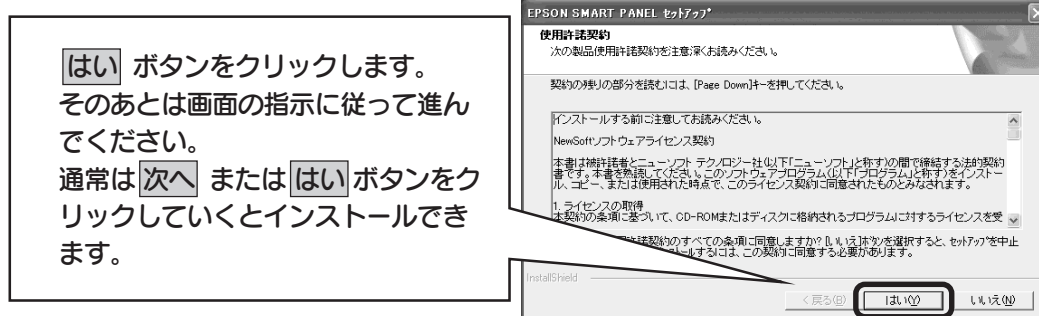 はい ボタンをクリックします。
そのあとは画面の指示に従って進ん
でください。
通常は 次へ または はい ボタンをク
リックしていくとインストールでき
ます。
EPSON SMART PANEL セットアップ
使用許諾契約
次の製品使用許諾契約を注意深くお読みください。
契約の残りの部分を読むには、[Page Down]キーを押してください。
インストールする前に注意してお読みください。
NewSoftソフトウェアライセンス契約
本書は被許諾者とニューソフト テクノロジー社(以下「ニューソフト」と称す)の間で締結する法的契約
書です。本書を熟読してください。このソフトウェアプログラム(以下「プログラム」と称す)をインストー
ル、コピー、または使用された時点で、このライセンス契約に同意されたものとみなされます。
1. ライセンスの取得
本契約の条項に基づいて、CD-ROMまたはディスクに格納されるプログラムに対するライセンスを受
許諾契約のすべての条項に同意しますか? [いいえ]ボタンを選択すると、セットアップを中止
ールするには、この契約に同意する必要があります。
InstallShield
< 戻る(B)
はい(Y)
いいえ(N)